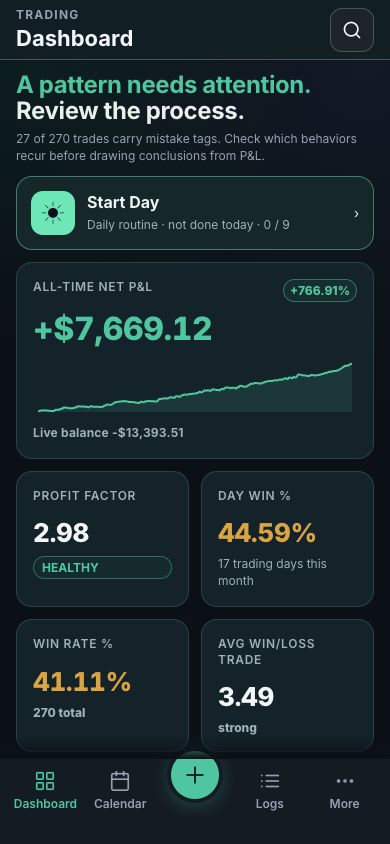 TRADING
Dashboard
A pattern needs attention.
Review the process.
27 of 270 trades carry mistake tags. Check which behaviors
recur before drawing conclusions from P&L.
Start Day
Daily routine · not done today · 0 / 9
ALL-TIME NET P&L
+766.91%
+$7,669.12
Live balance -$13,393.51
PROFIT FACTOR
2.98
HEALTHY
DAY WIN %
44.59%
17 trading days this
month
WIN RATE %
41.11%
270 total
AVG WIN/LOSS
TRADE
3.49
strong
Dashboard
Calendar
Logs
More